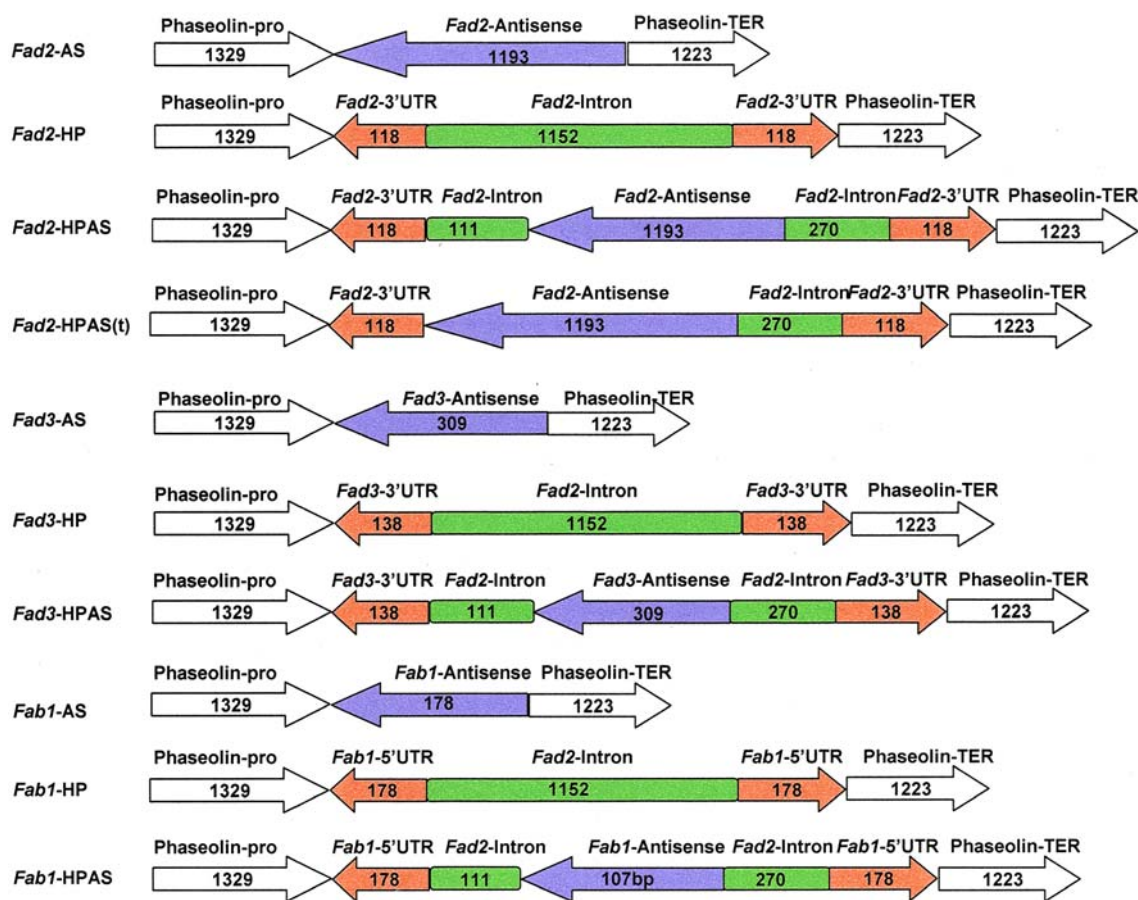 Phaseolin-pro Fad2-Antisense Phaseolin-TER
Fad2-AS 1329 1193 1223
Phaseolin-pro Fad2-3'UTR Fad2-Intron Fad2-3'UTR Phaseolin-TER
Fad2-HP 1329 118 1152 118 1223
Phaseolin-pro Fad2-3'UTR Fad2-Intron Fad2-Antisense Fad2-Intron Fad2-3'UTR Phaseolin-TER
Fad2-HPAS 1329 118 111 1193 270 118 1223
Phaseolin-pro Fad2-3'UTR Fad2-Antisense Fad2-Intron Fad2-3'UTR Phaseolin-TER
Fad2-HPAS(t) 1329 118 1193 270 118 1223
Phaseolin-pro Fad3-Antisense Phaseolin-TER
Fad3-AS 1329 309 1223
Phaseolin-pro Fad3-3'UTR Fad2-Intron Fad3-3'UTR Phaseolin-TER
Fad3-HP 1329 138 1152 138 1223
Phaseolin-pro Fad3-3'UTR Fad2-Intron Fad3-Antisense Fad2-Intron Fad3-3'UTR Phaseolin-TER
Fad3-HPAS 1329 138 111 309 270 138 1223
Phaseolin-pro Fab1-Antisense Phaseolin-TER
Fab1-AS 1329 178 1223
Phaseolin-pro Fab1-5'UTR Fad2-Intron Fab1-5'UTR Phaseolin-TER
Fab1-HP 1329 178 1152 178 1223
Phaseolin-pro Fab1-5'UTR Fad2-Intron Fab1-Antisense Fad2-Intron Fab1-5'UTR Phaseolin-TER
Fab1-HPAS 1329 178 111 107bp 270 178 1223